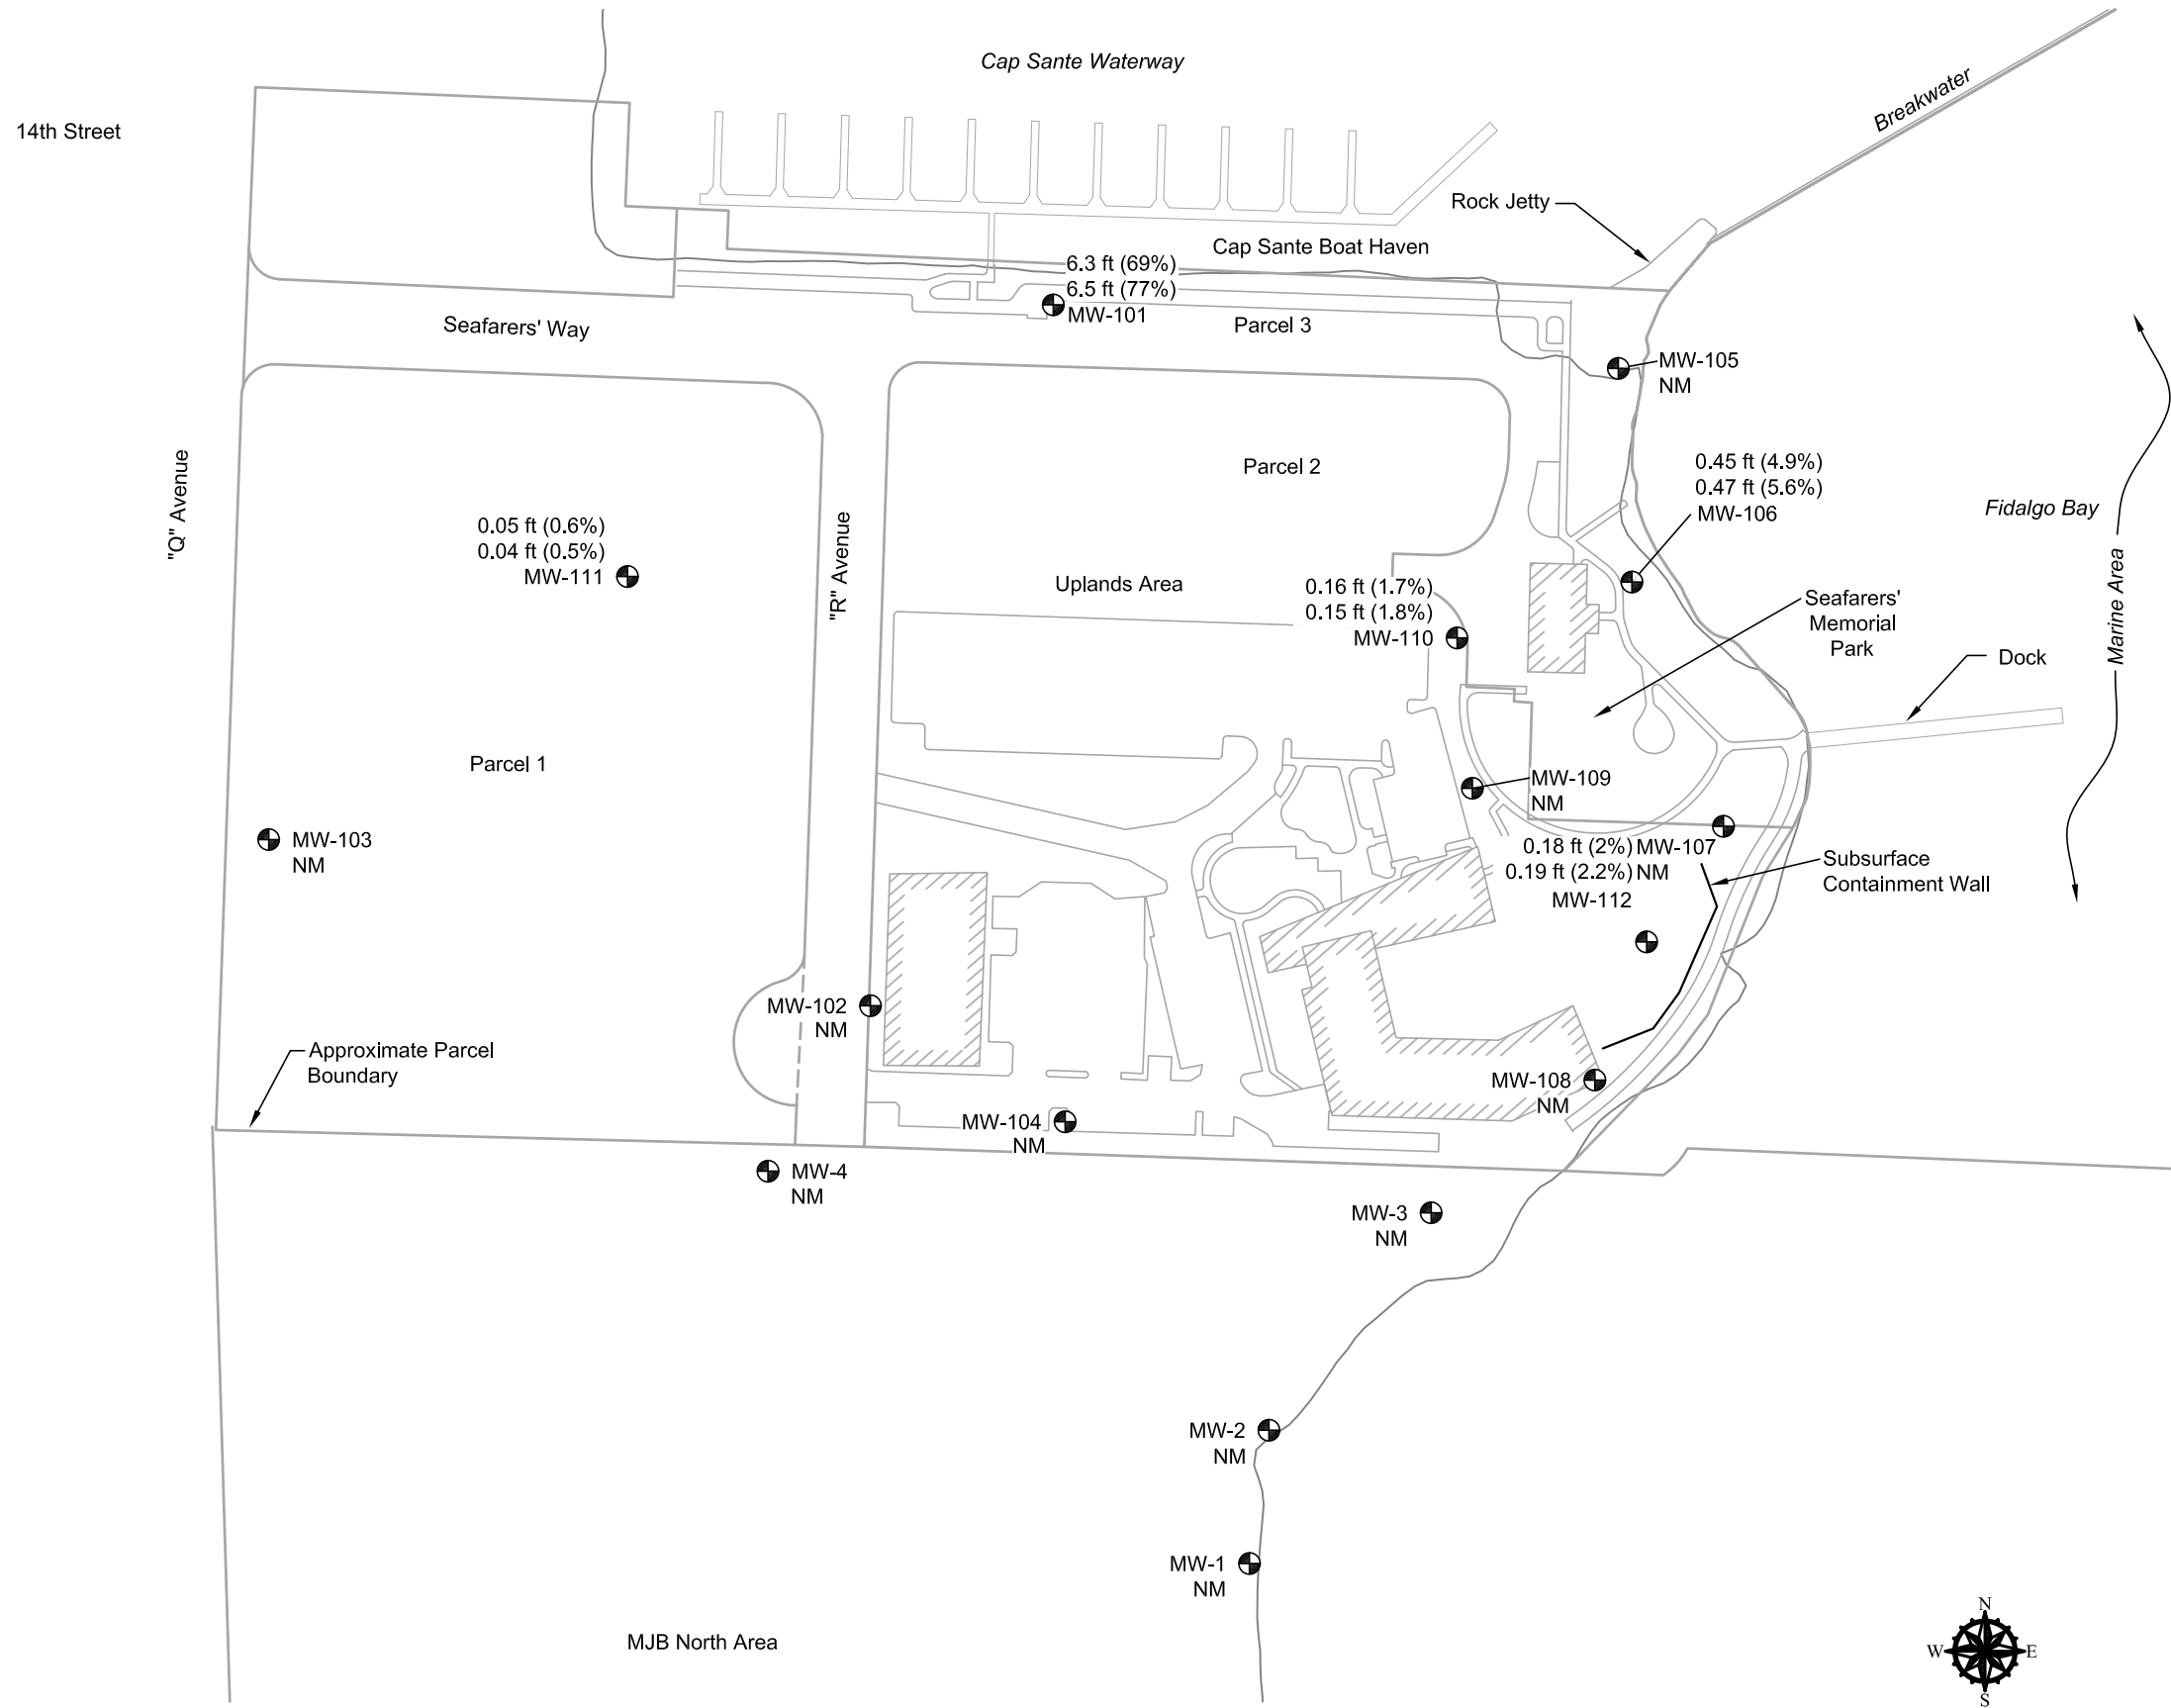 Cap Sante Waterway
Breakwater
14th Street
Rock Jetty
Cap Sante Boat Haven
6.3 ft (69%)
6.5 ft (77%)
MW-101
Seafarers' Way
Parcel 3
MW-105
NM
"Q" Avenue
Parcel 2
0.45 ft (4.9%)
0.47 ft (5.6%)
MW-106
Fidalgo Bay
0.05 ft (0.6%)
0.04 ft (0.5%)
MW-111
"R" Avenue
Uplands Area
0.16 ft (1.7%)
0.15 ft (1.8%)
MW-110
Seafarers'
Memorial
Park
Marine Area
Dock
Parcel 1
MW-109
NM
MW-103
NM
0.18 ft (2%)
0.19 ft (2.2%)
MW-112
MW-107
NM
Subsurface
Containment Wall
MW-102
NM
Approximate Parcel
Boundary
MW-108
NM
MW-104
NM
MW-4
NM
MW-3
NM
MW-2
NM
MW-1
NM
MJB North Area
N
W
E
S